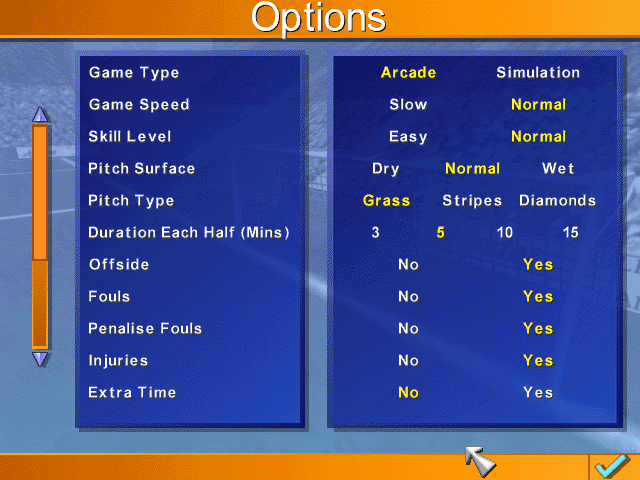 Options
Game Type Arcade Simulation
Game Speed Slow Normal
Skill Level Easy Normal
Pitch Surface Dry Normal Wet
Pitch Type Grass Stripes Diamonds
Duration Each Half (Mins) 3 5 10 15
Offside No Yes
Fouls No Yes
Penalise Fouls No Yes
Injuries No Yes
Extra Time No Yes